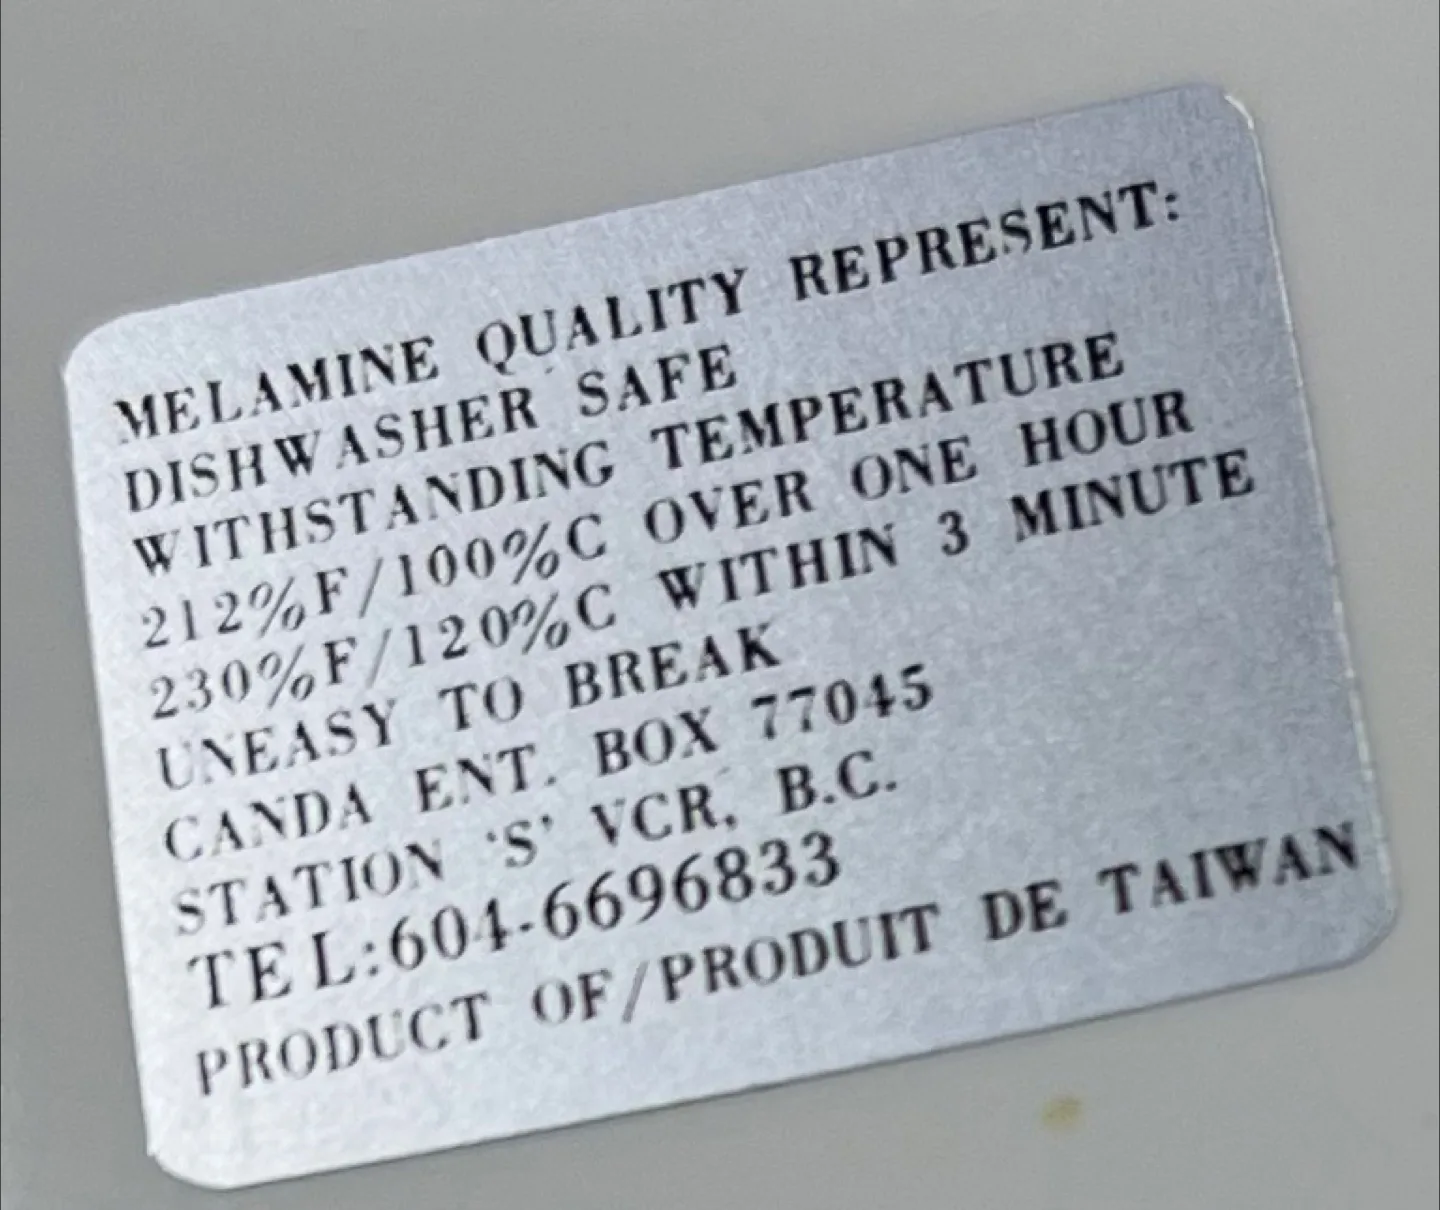 MELAMINE QUALITY REPRESENT:
DISHWASHER SAFE
WITHSTANDING TEMPERATURE
212%F/100%C OVER ONE HOUR
230%F/120%C WITHIN 3 MINUTE
UNEASY TO BREAK
CANDA ENT. BOX 77045
STATION 'S' VCR, B.C.
TEL:604-6696833
PRODUCT OF/PRODUIT DE TAIWAN